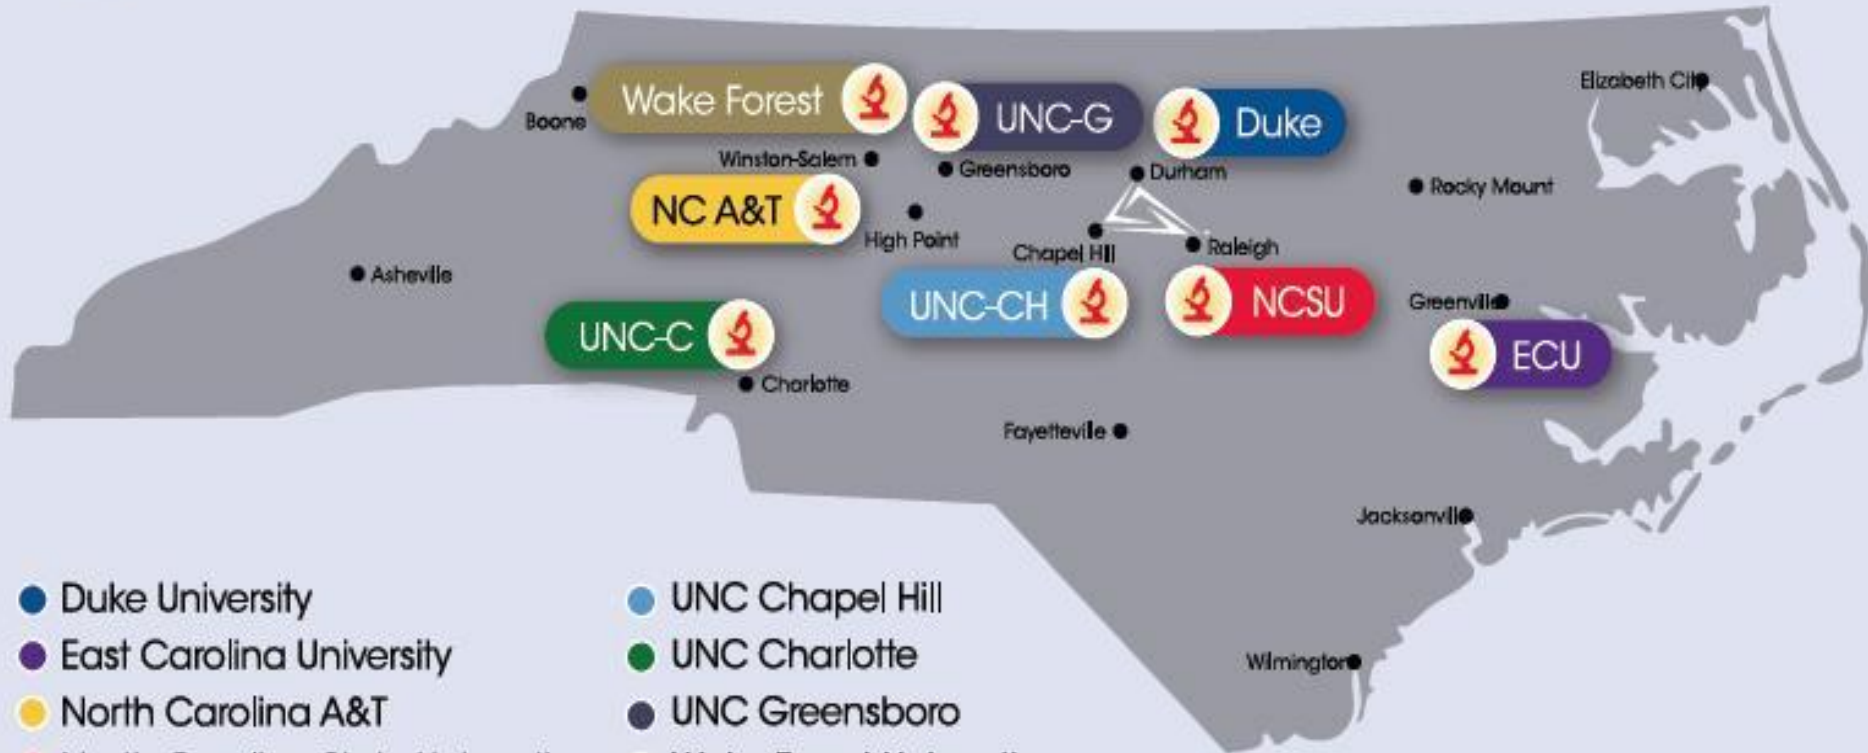 Wake Forest
UNC-G
Duke
Elizabeth City
Boone
Winston-Salem
Greensboro
Durham
Rocky Mount
NC A&T
High Point
Chapel Hill
Raleigh
Asheville
UNC-CH
NCSU
Greenville
UNC-C
ECU
Charlotte
Fayetteville
Jacksonville
Wilmington
Duke University
East Carolina University
North Carolina A&T
UNC Chapel Hill
UNC Charlotte
UNC Greensboro